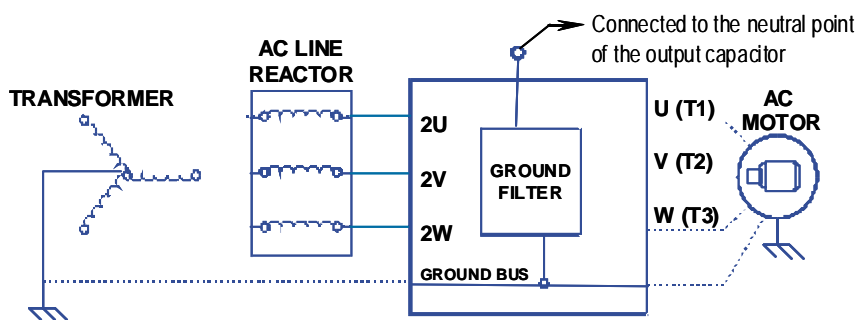 Connected to the neutral point
of the output capacitor
AC LINE
REACTOR
TRANSFORMER
2U
2V
2W
GROUND
FILTER
GROUND BUS
U (T1)
V (T2)
W (T3)
AC
MOTOR